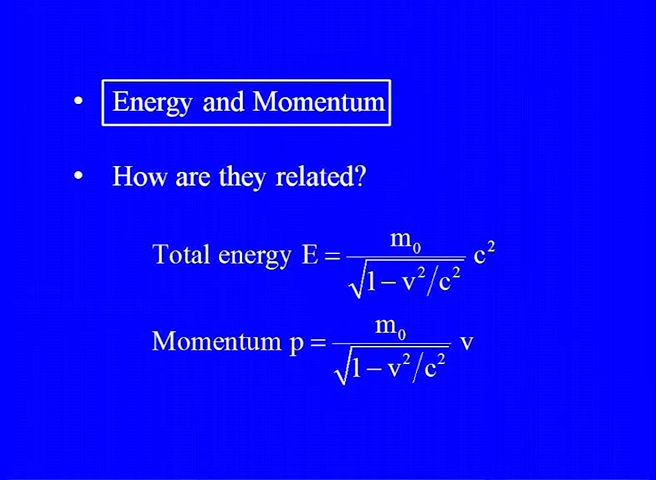 • Energy and Momentum
• How are they related?
Total energy E = m₀ / √(1 – v²/c²) c²
Momentum p = m₀ / √(1 – v²/c²) v